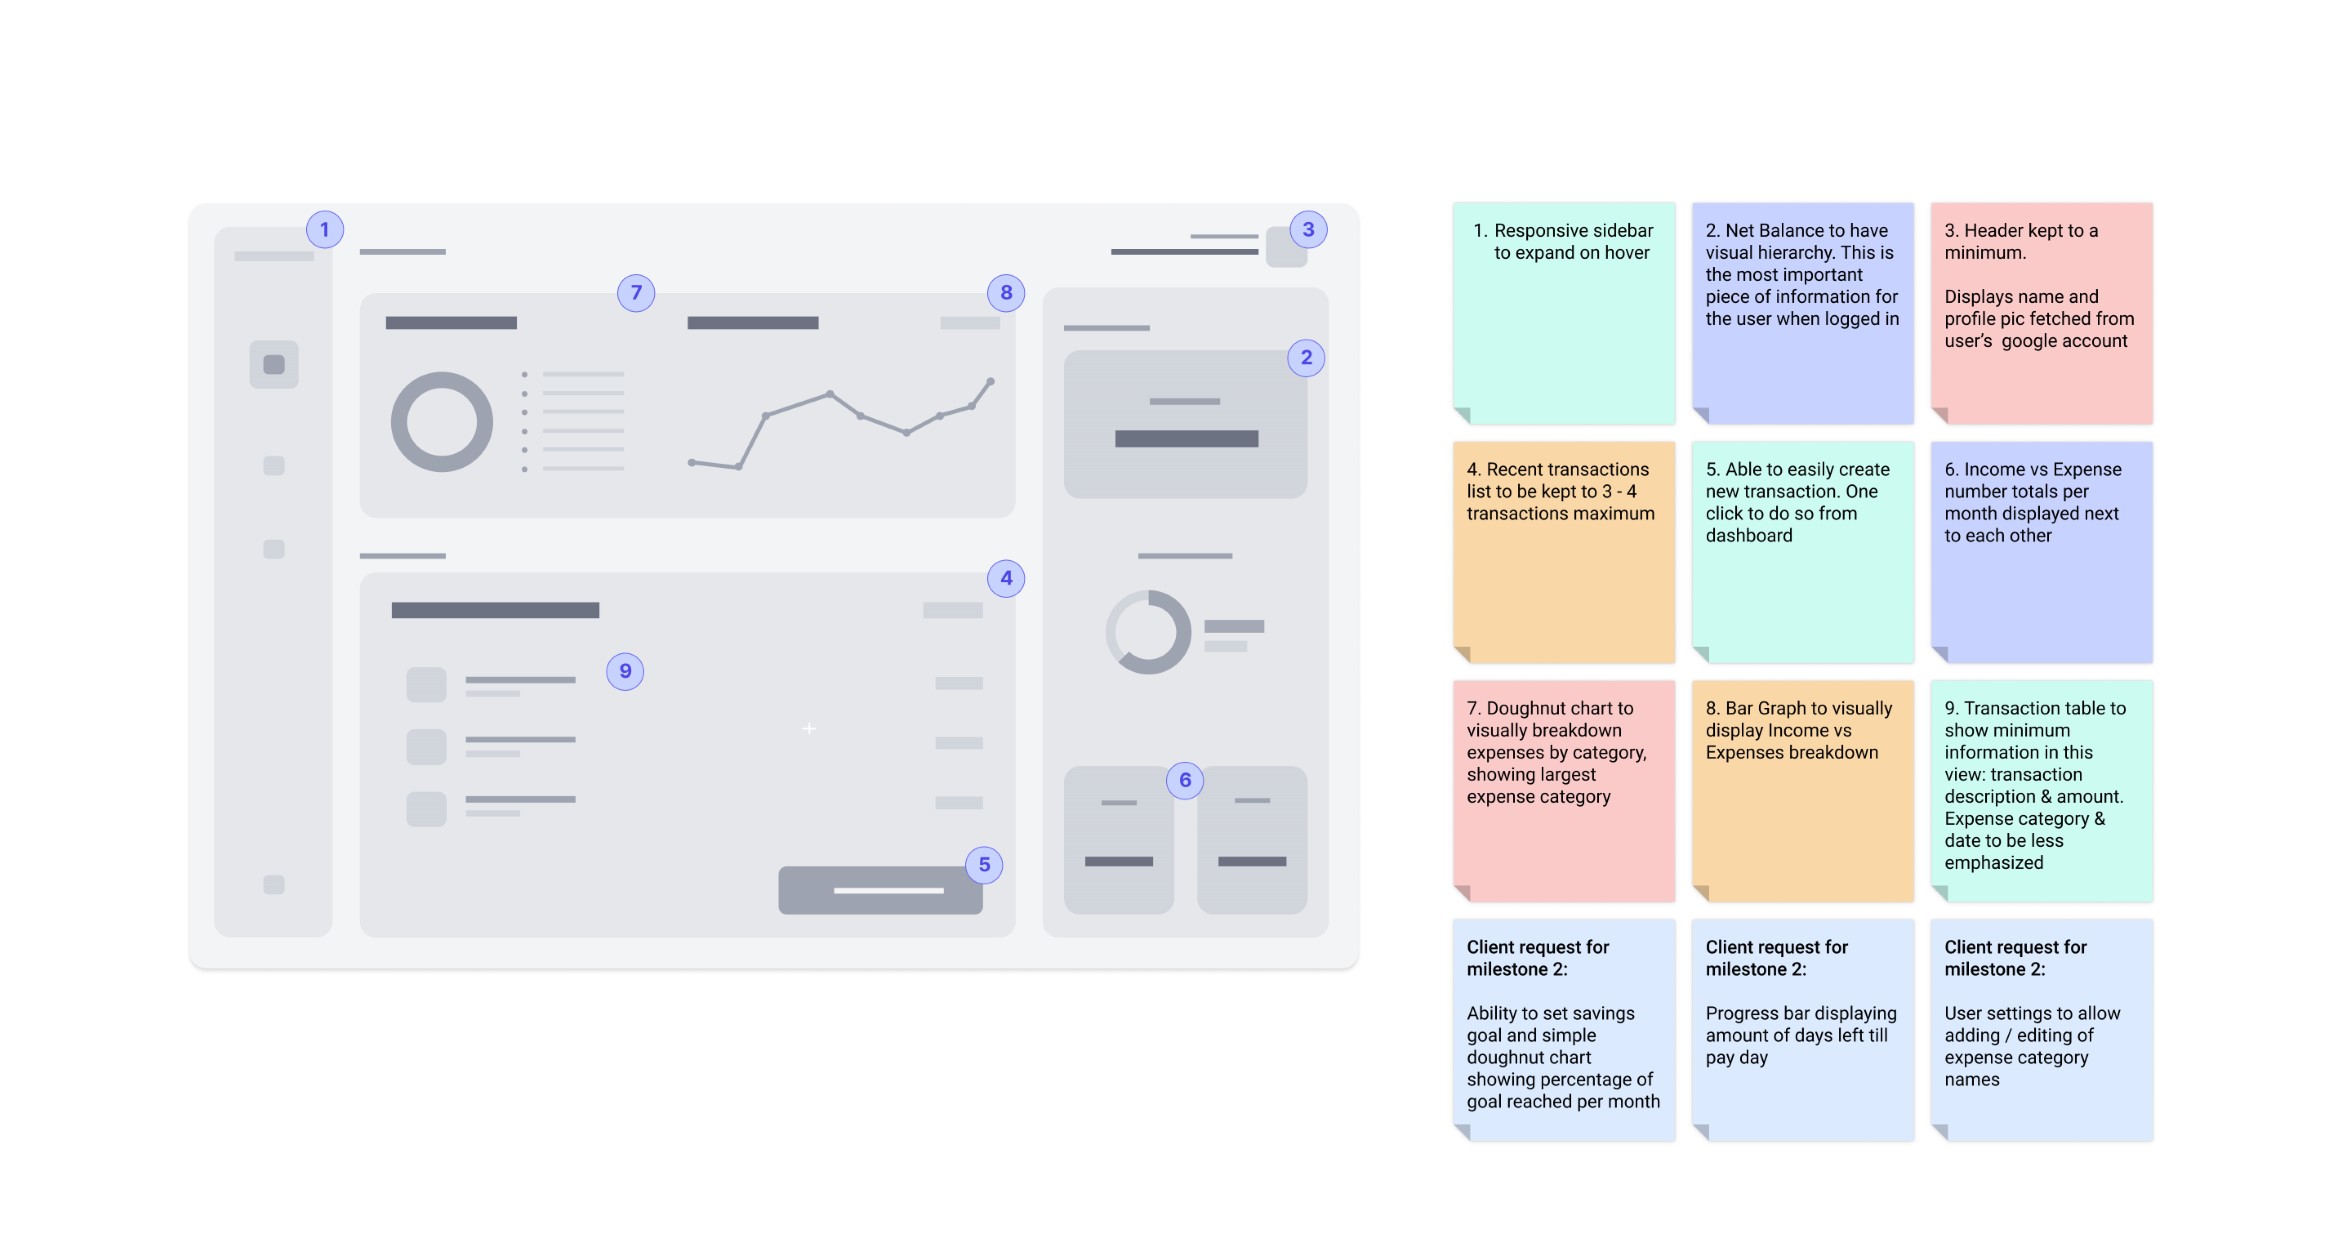 1
3
7
8
2
4
9
6
5
1. Responsive sidebar
to expand on hover
2. Net Balance to have
visual hierarchy. This is
the most important
piece of information for
the user when logged in
3. Header kept to a
minimum.
Displays name and
profile pic fetched from
user's  google account
4. Recent transactions
list to be kept to 3 - 4
transactions maximum
5. Able to easily create
new transaction. One
click to do so from
dashboard
6. Income vs Expense
number totals per
month displayed next
to each other
7. Doughnut chart to
visually breakdown
expenses by category,
showing largest
expense category
8. Bar Graph to visually
display Income vs
Expenses breakdown
9. Transaction table to
show minimum
information in this
view: transaction
description & amount.
Expense category &
date to be less
emphasized
Client request for
milestone 2:
Ability to set savings
goal and simple
doughnut chart
showing percentage of
goal reached per month
Client request for
milestone 2:
Progress bar displaying
amount of days left till
pay day
Client request for
milestone 2:
User settings to allow
adding / editing of
expense category
names